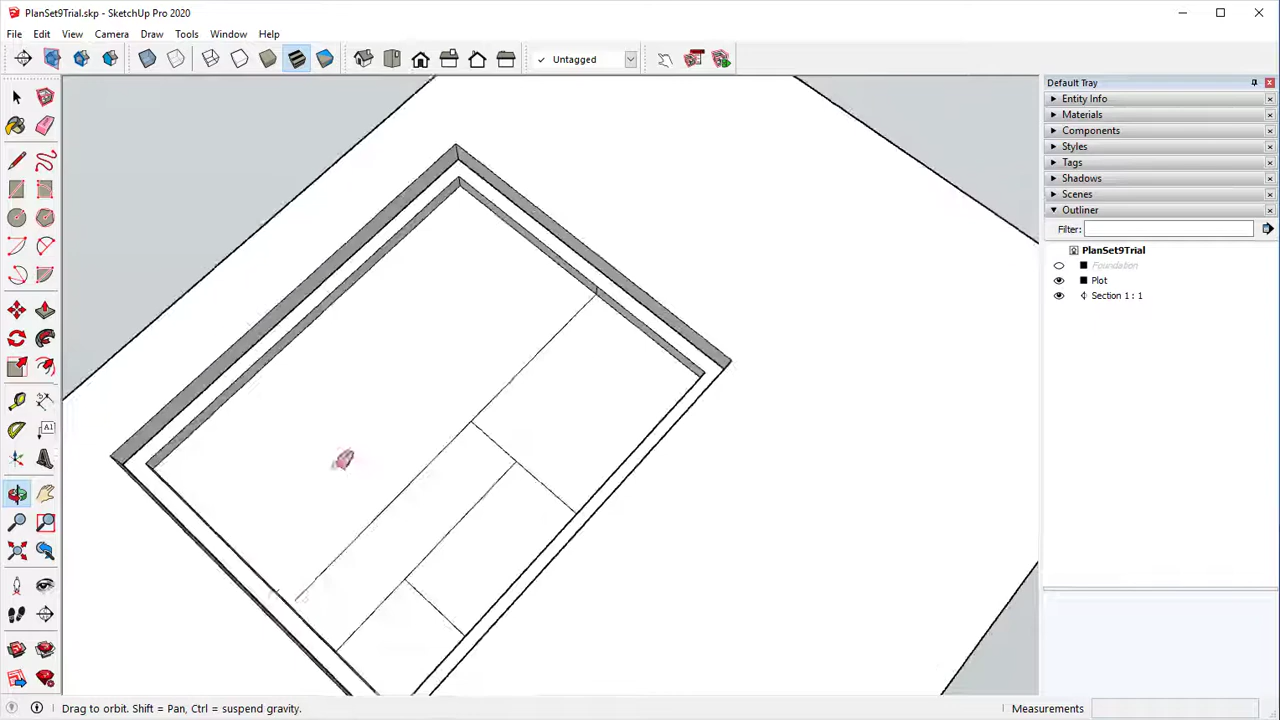 PlanSet9Trial.skp - SketchUp Pro 2020
File Edit View Camera Draw Tools Window Help
✓ Untagged
Default Tray
Entity Info
Materials
Components
Styles
Tags
Shadows
Scenes
Outliner
Filter:
PlanSet9Trial
Foundation
Plot
Section 1 : 1
A1
Drag to orbit. Shift = Pan, Ctrl = suspend gravity.
Measurements